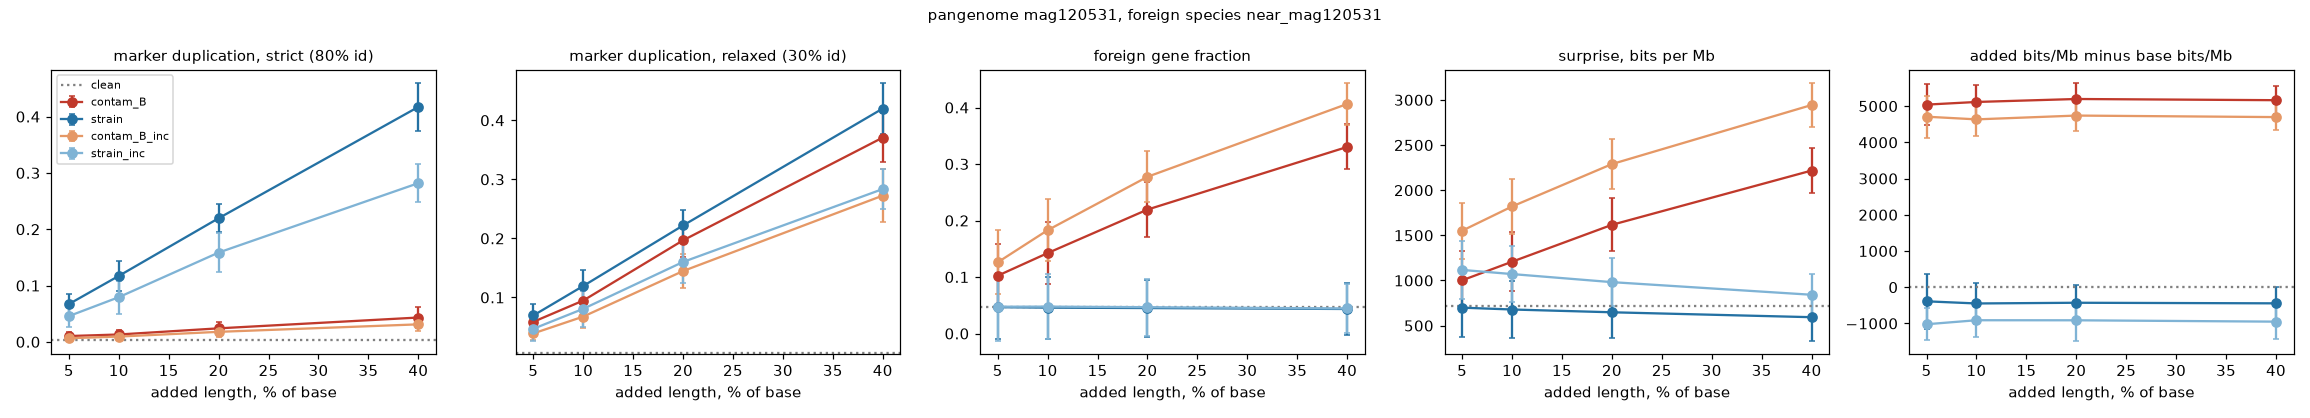 pangenome mag120531, foreign species near_mag120531
marker duplication, strict (80% id)
0.4
0.3
0.2
0.1
0.0
clean
contam_B
strain
contam_B_inc
strain_inc
5 10 15 20 25 30 35 40
added length, % of base
marker duplication, relaxed (30% id)
0.4
0.3
0.2
0.1
5 10 15 20 25 30 35 40
added length, % of base
foreign gene fraction
0.4
0.3
0.2
0.1
0.0
5 10 15 20 25 30 35 40
added length, % of base
surprise, bits per Mb
3000
2500
2000
1500
1000
500
5 10 15 20 25 30 35 40
added length, % of base
added bits/Mb minus base bits/Mb
5000
4000
3000
2000
1000
0
−1000
5 10 15 20 25 30 35 40
added length, % of base